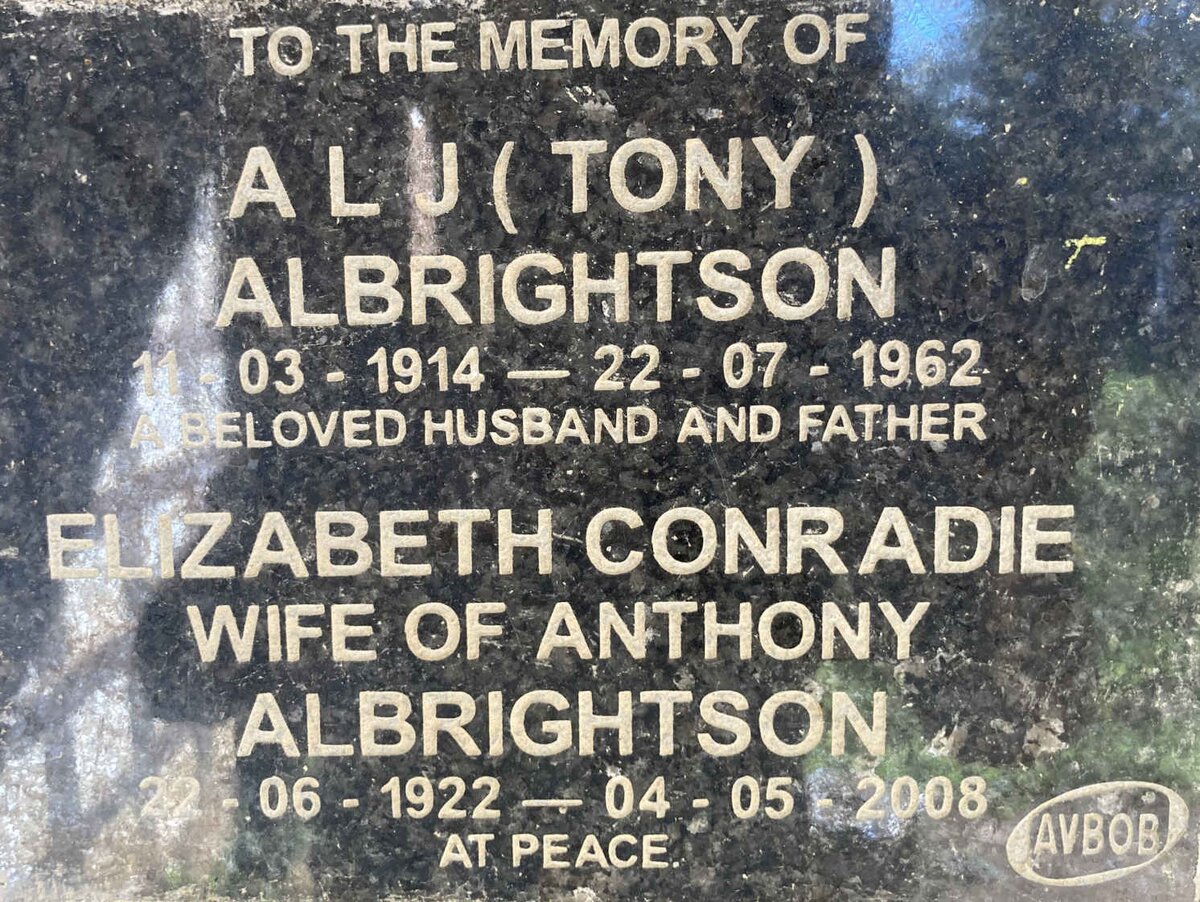 TO THE MEMORY OF
A L J ( TONY )
ALBRIGHTSON
11 - 03 - 1914 — 22 - 07 - 1962
A BELOVED HUSBAND AND FATHER
ELIZABETH CONRADIE
WIFE OF ANTHONY
ALBRIGHTSON
22 - 06 - 1922 — 04 - 05 - 2008
AT PEACE.
AVBOB